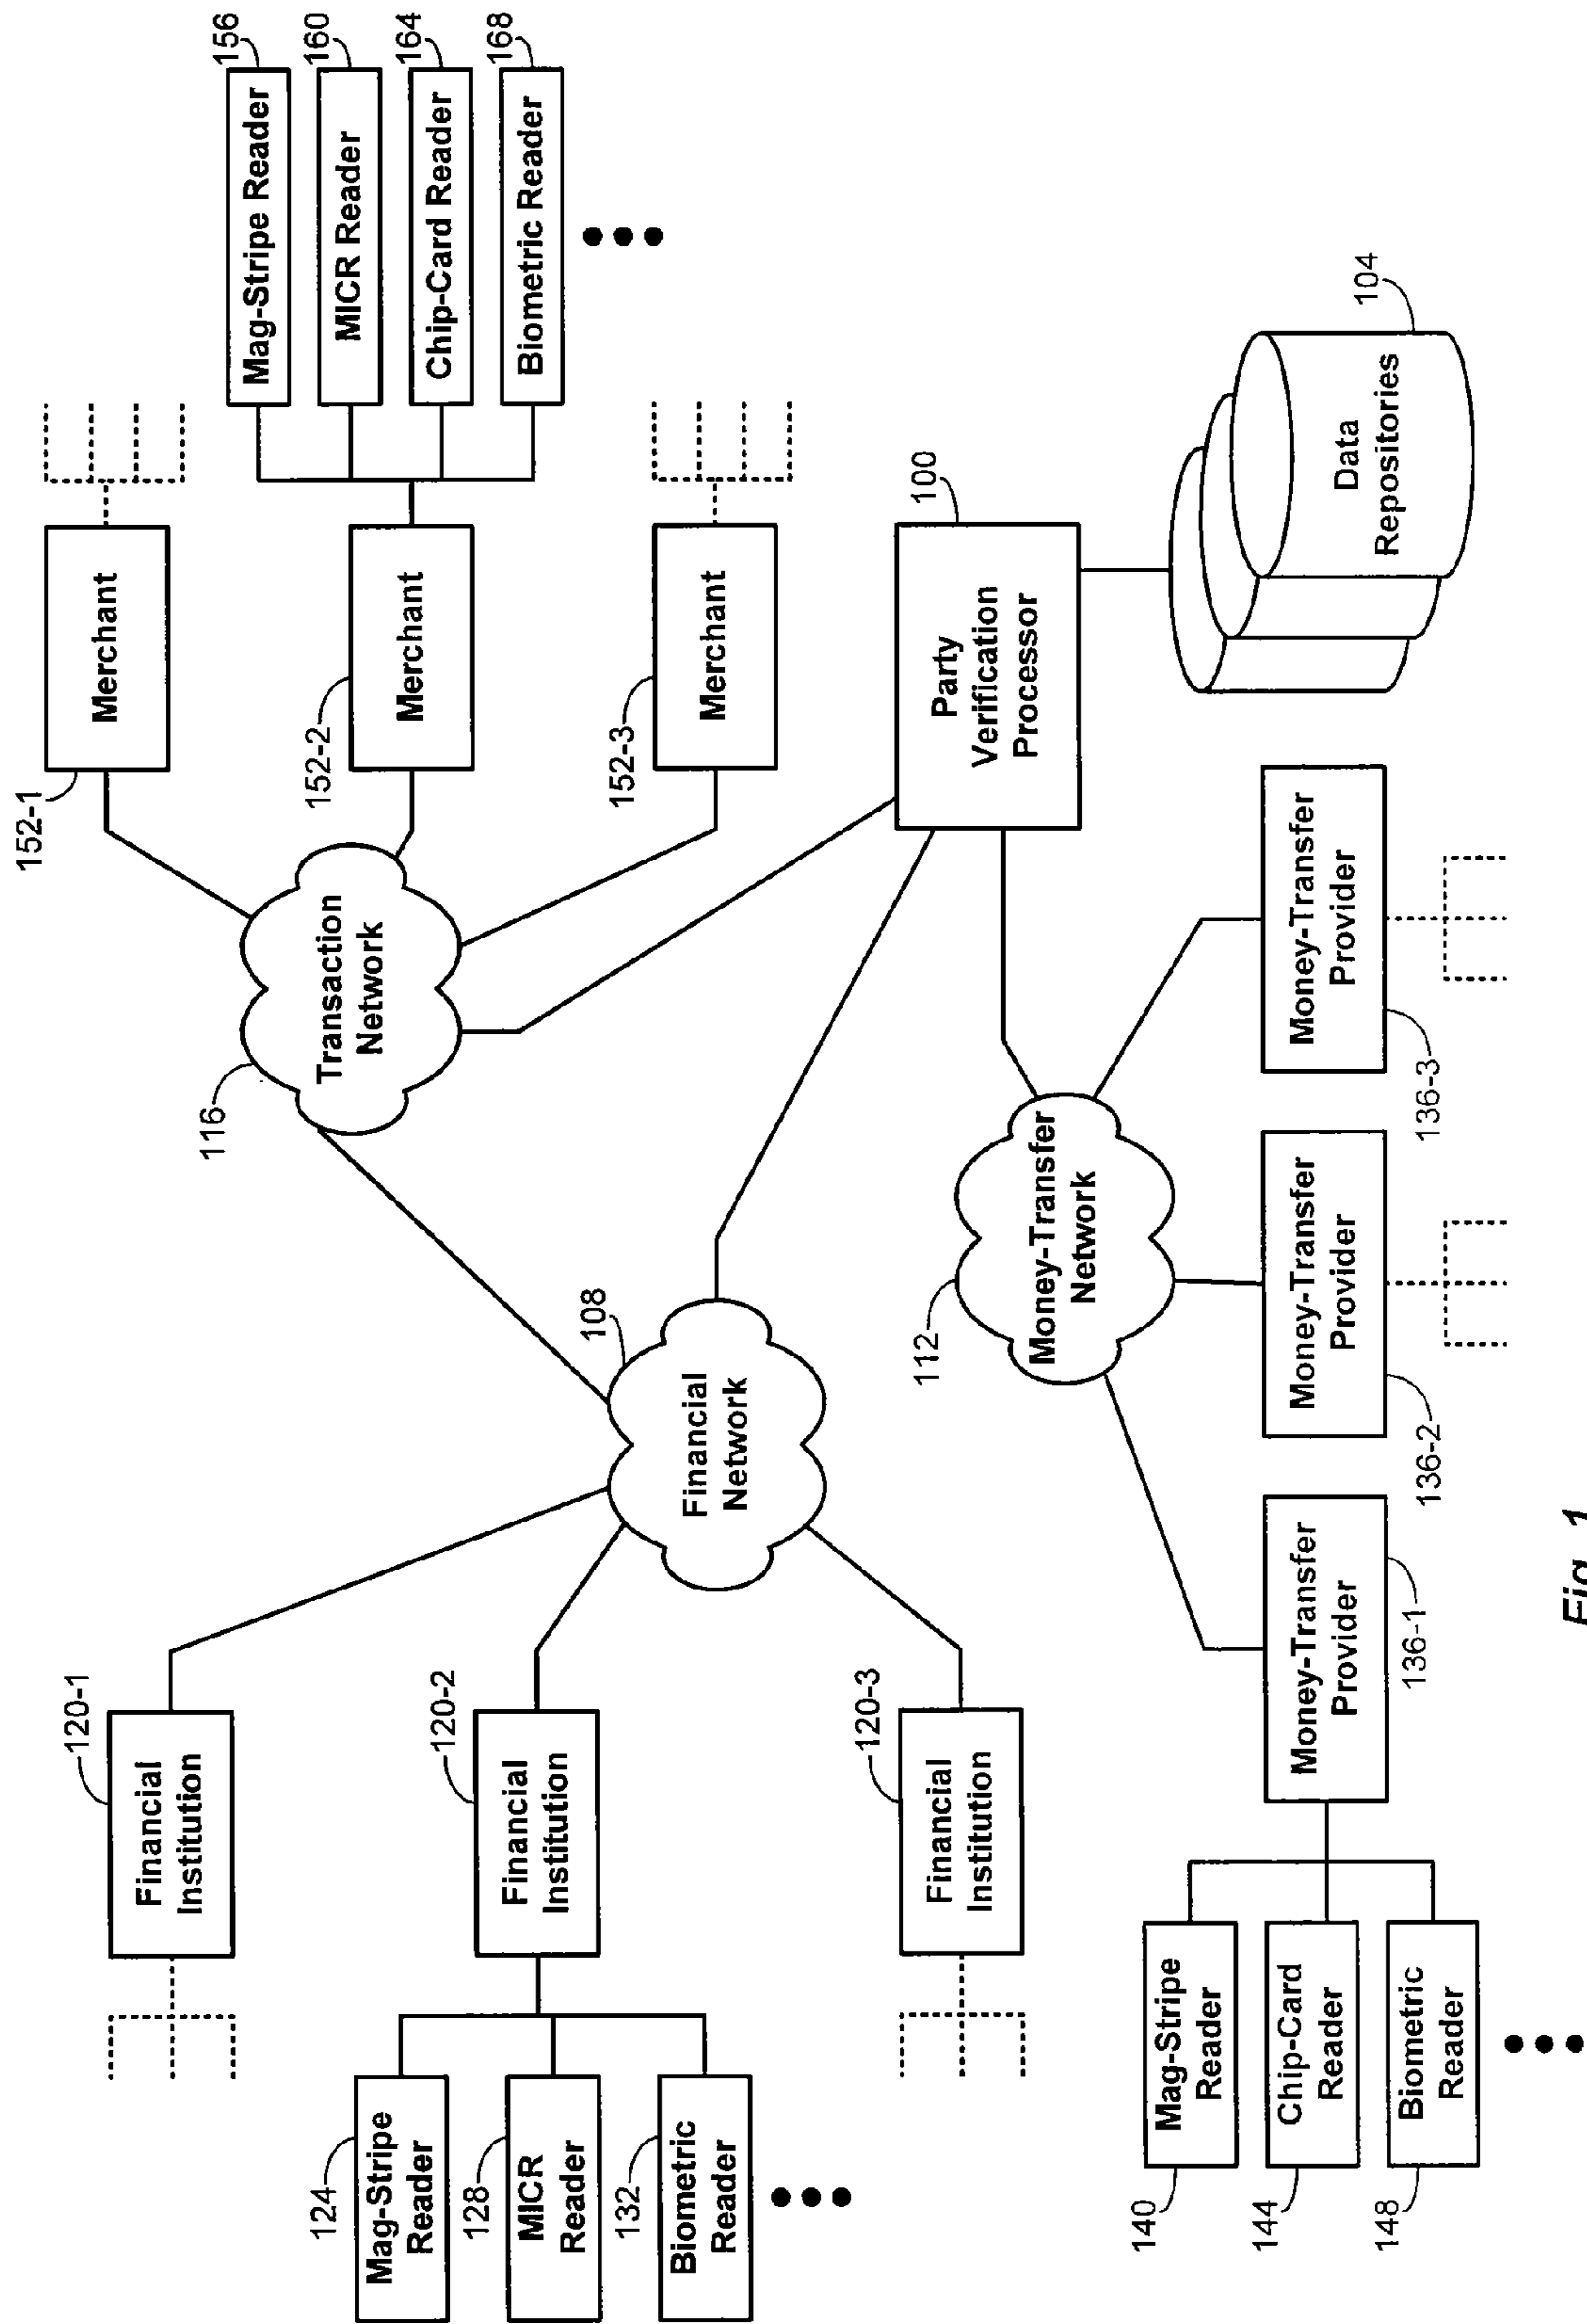 120-1
Financial
Institution
120-2
Financial
Institution
120-3
Financial
Institution
124
Mag-Stripe
Reader
128
MICR
Reader
132
Biometric
Reader
108
Financial
Network
116
Transaction
Network
152-1
Merchant
152-2
Merchant
152-3
Merchant
156
Mag-Stripe Reader
160
MICR Reader
164
Chip-Card Reader
168
Biometric Reader
100
Party
Verification
Processor
104
Data
Repositories
112
Money-Transfer
Network
136-1
Money-Transfer
Provider
136-2
Money-Transfer
Provider
136-3
Money-Transfer
Provider
140
Mag-Stripe
Reader
144
Chip-Card
Reader
148
Biometric
Reader
Fig. 1